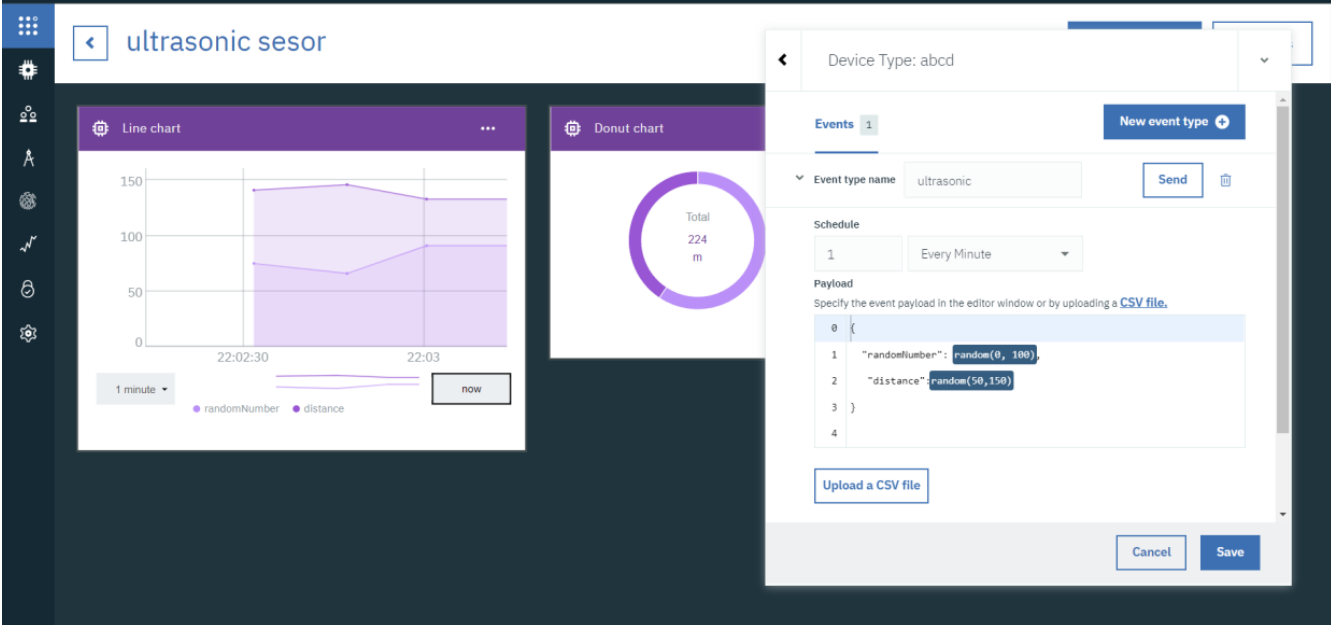 ultrasonic sesor
Line chart
...
150
100
50
0
22:02:30
22:03
1 minute
now
randomNumber
distance
Donut chart
Total
224
m
Device Type: abcd
Events 1
New event type
Event type name
ultrasonic
Send
Schedule
1
Every Minute
Payload
Specify the event payload in the editor window or by uploading a CSV file.
0 {
1 "randomNumber": random(0, 100),
2 "distance":random(50,150)
3 }
4
Upload a CSV file
Cancel
Save